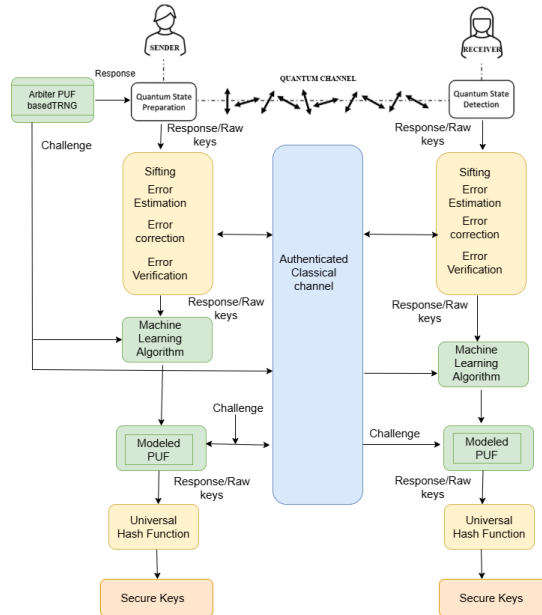 SENDER
RECEIVER
Response
QUANTUM CHANNEL
Arbiter PUF
basedTRNG
Quantum State
Preparation
Quantum State
Detection
Challenge
Response/Raw
keys
Response/Raw
keys
Sifting
Error
Estimation
Error
correction
Error
Verification
Authenticated
Classical
channel
Sifting
Error
Estimation
Error
correction
Error
Verification
Response/Raw
keys
Response/Raw
keys
Machine
Learning
Algorithm
Machine
Learning
Algorithm
Challenge
Challenge
Modeled
PUF
Modeled
PUF
Response/Raw
keys
Response/Raw
keys
Universal
Hash Function
Universal
Hash Function
Secure Keys
Secure Keys